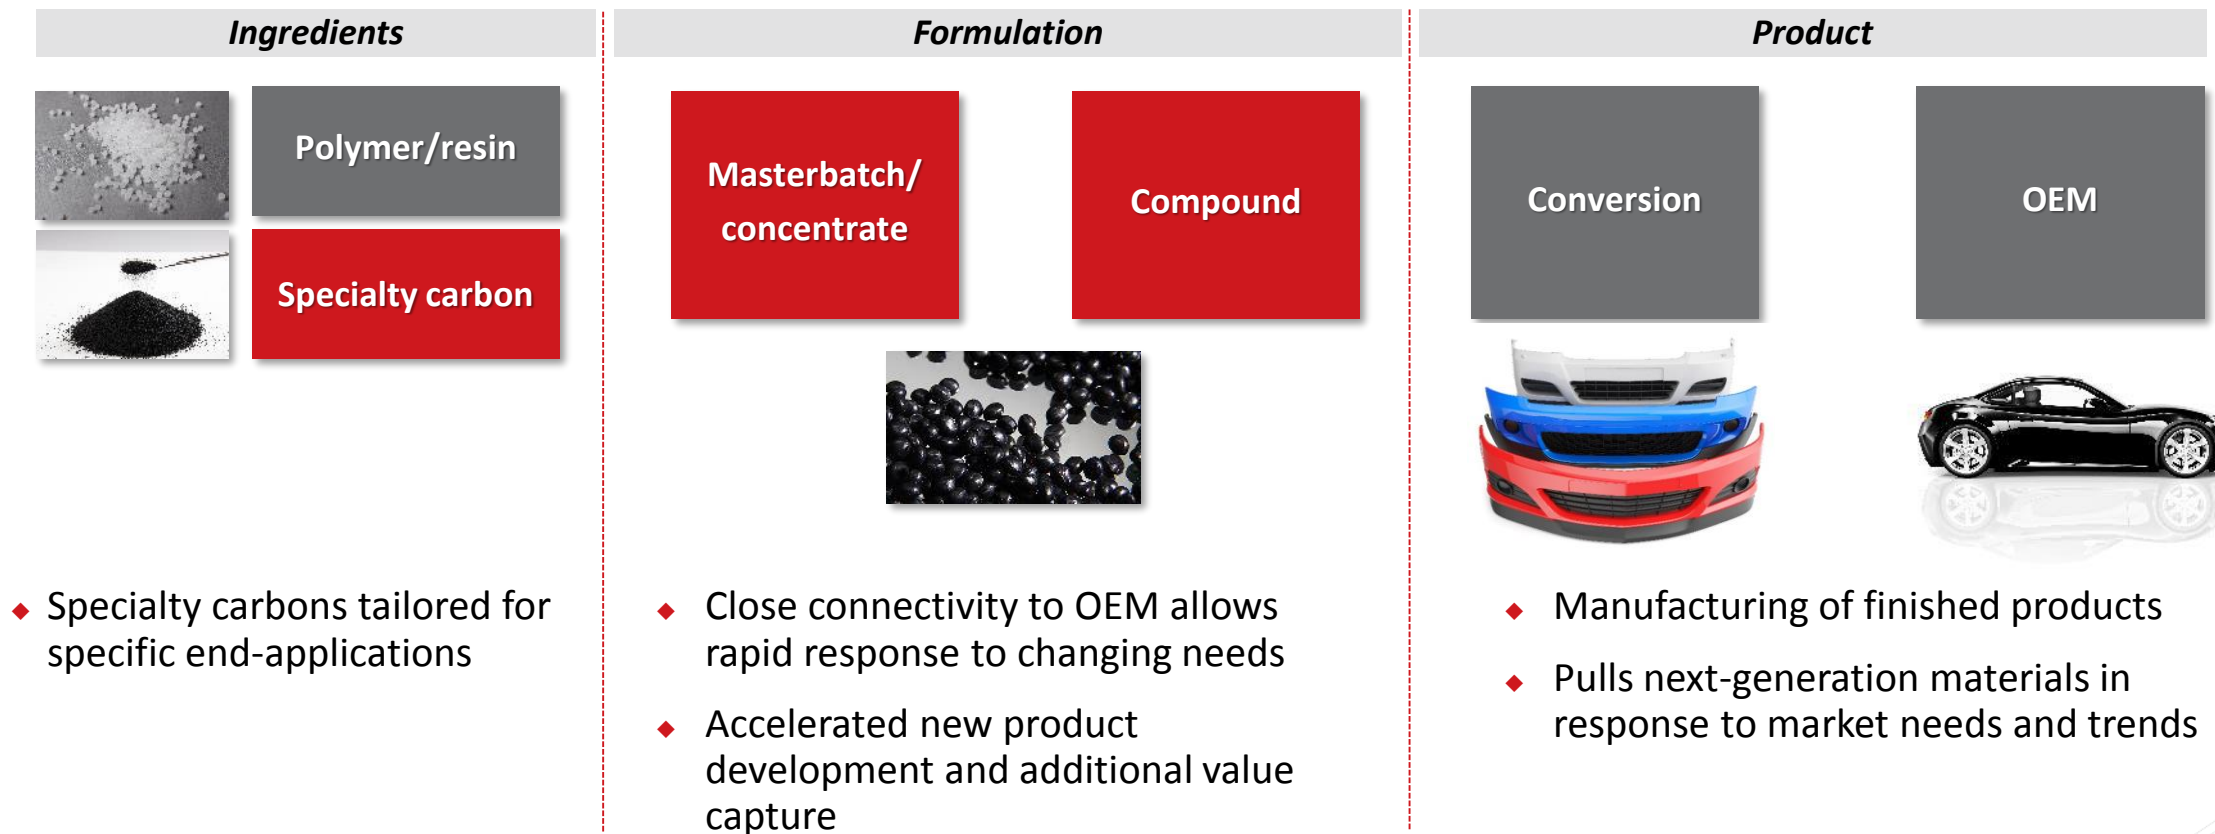 Ingredients
Polymer/resin
Specialty carbon
Specialty carbons tailored for
specific end-applications
Formulation
Masterbatch/
concentrate
Compound
Close connectivity to OEM allows
rapid response to changing needs
Accelerated new product
development and additional value
capture
Product
Conversion
OEM
Manufacturing of finished products
Pulls next-generation materials in
response to market needs and trends